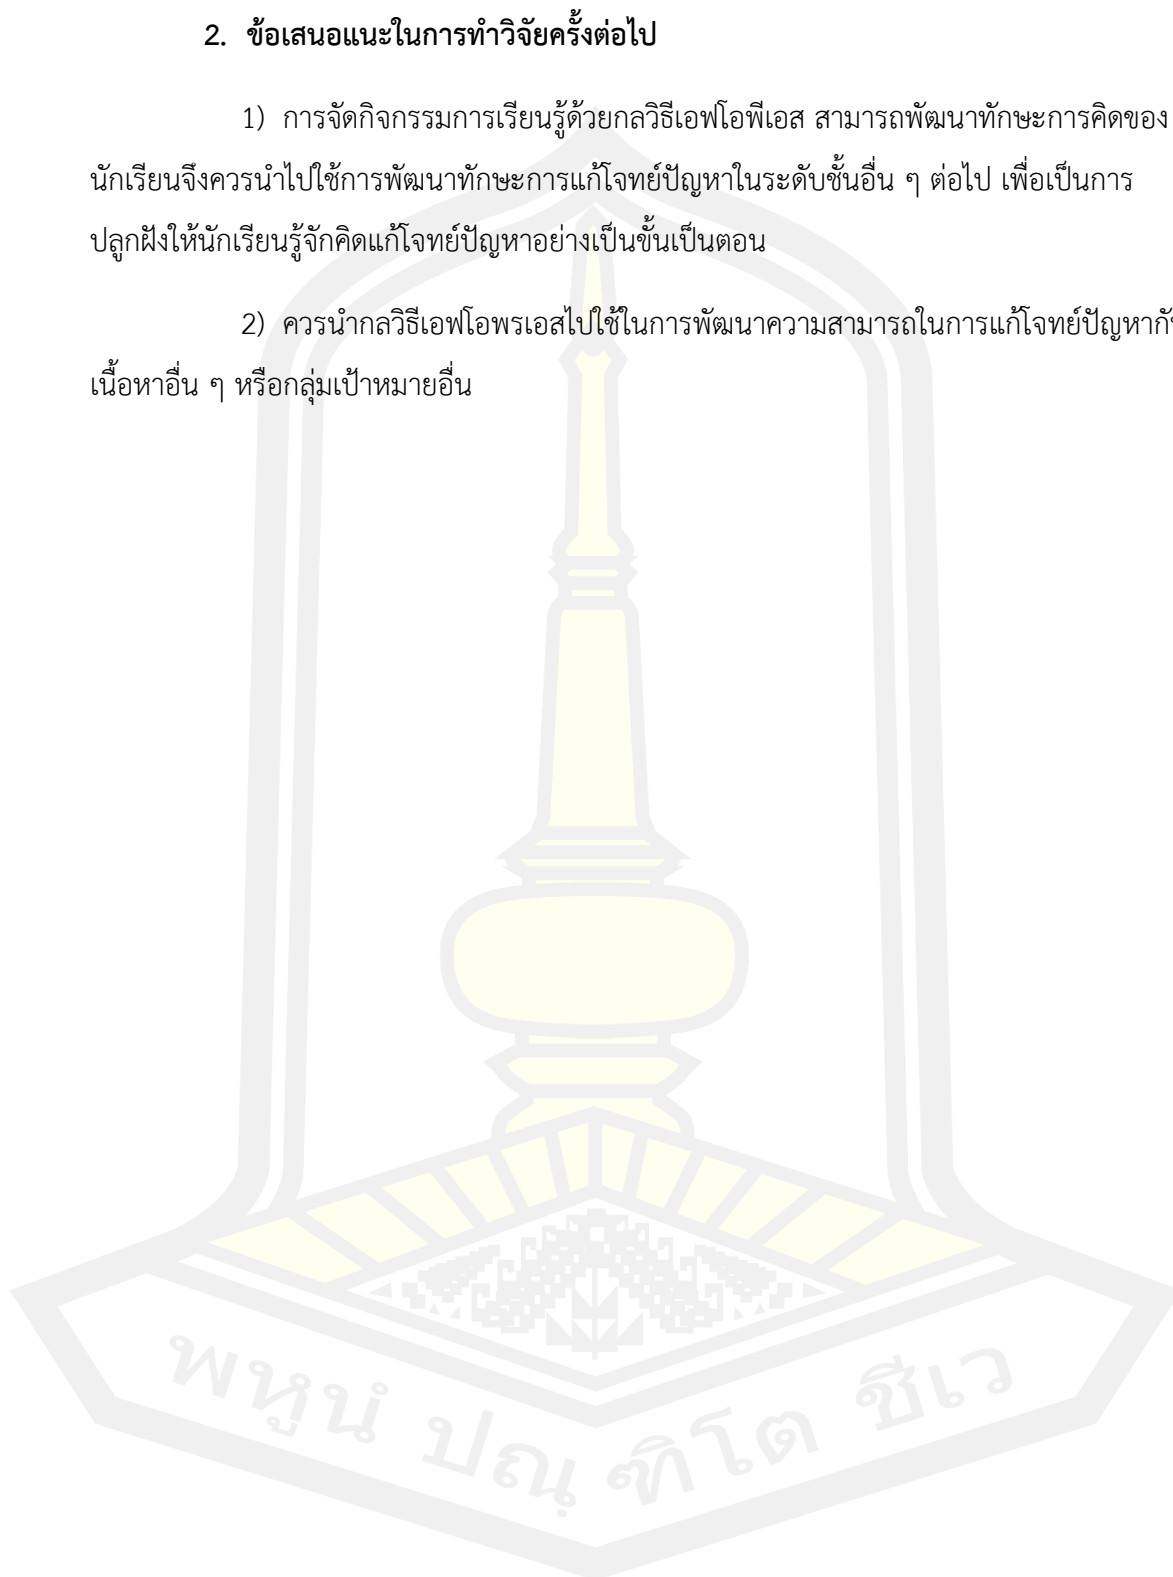 2. ข้อเสนอแนะในการทำวิจัยครั้งต่อไป
1) การจัดกิจกรรมการเรียนรู้ด้วยกลวิธีเอฟโอพีเอส สามารถพัฒนาทักษะการคิดของ
นักเรียนจึงควรนำไปใช้การพัฒนาทักษะการแก้โจทย์ปัญหาในระดับชั้นอื่น ๆ ต่อไป เพื่อเป็นการ
ปลูกฝังให้นักเรียนรู้จักคิดแก้โจทย์ปัญหาอย่างเป็นขั้นเป็นตอน
2) ควรนำกลวิธีเอฟโอพรเอสไปใช้ในการพัฒนาความสามารถในการแก้โจทย์ปัญหา
เนื้อหาอื่น ๆ หรือกลุ่มเป้าหมายอื่น
พหูนํ ปณฺฑิโต ชีเว